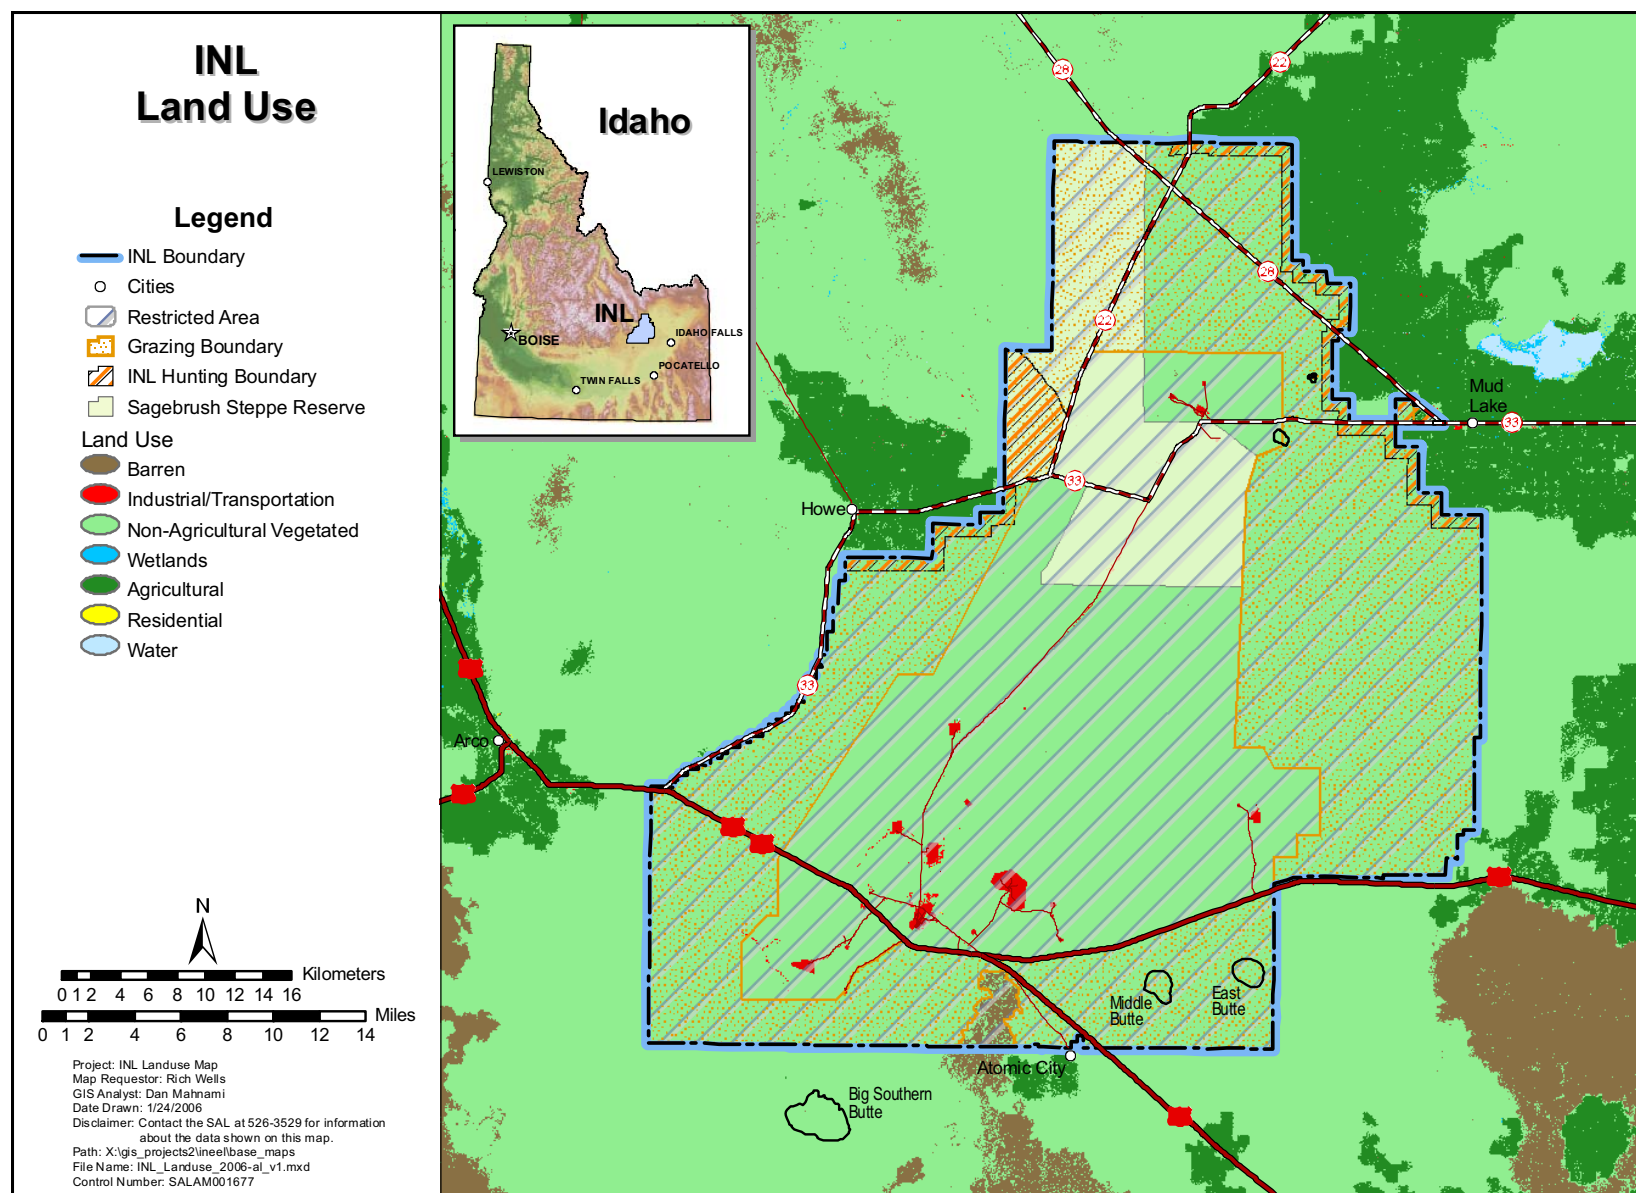 INL
Land Use
Legend
INL Boundary
Cities
Restricted Area
Grazing Boundary
INL Hunting Boundary
Sagebrush Steppe Reserve
Land Use
Barren
Industrial/Transportation
Non-Agricultural Vegetated
Wetlands
Agricultural
Residential
Water
N
Kilometers
0 1 2 4 6 8 10 12 14 16
Miles
0 1 2 4 6 8 10 12 14
Project: INL Landuse Map
Map Requestor: Rich Wells
GIS Analyst: Dan Mahnami
Date Drawn: 1/24/2006
Disclaimer: Contact the SAL at 526-3529 for information
about the data shown on this map.
Path: X:\gis_projects2\ineel\base_maps
File Name: INL_Landuse_2006-al_v1.mxd
Control Number: SALAM001677
Idaho
LEWISTON
INL
BOISE
IDAHO FALLS
POCATELLO
TWIN FALLS
28
22
28
22
Mud
Lake
33
33
Howe
33
Arco
Middle
Butte
East
Butte
Atomic City
Big Southern
Butte